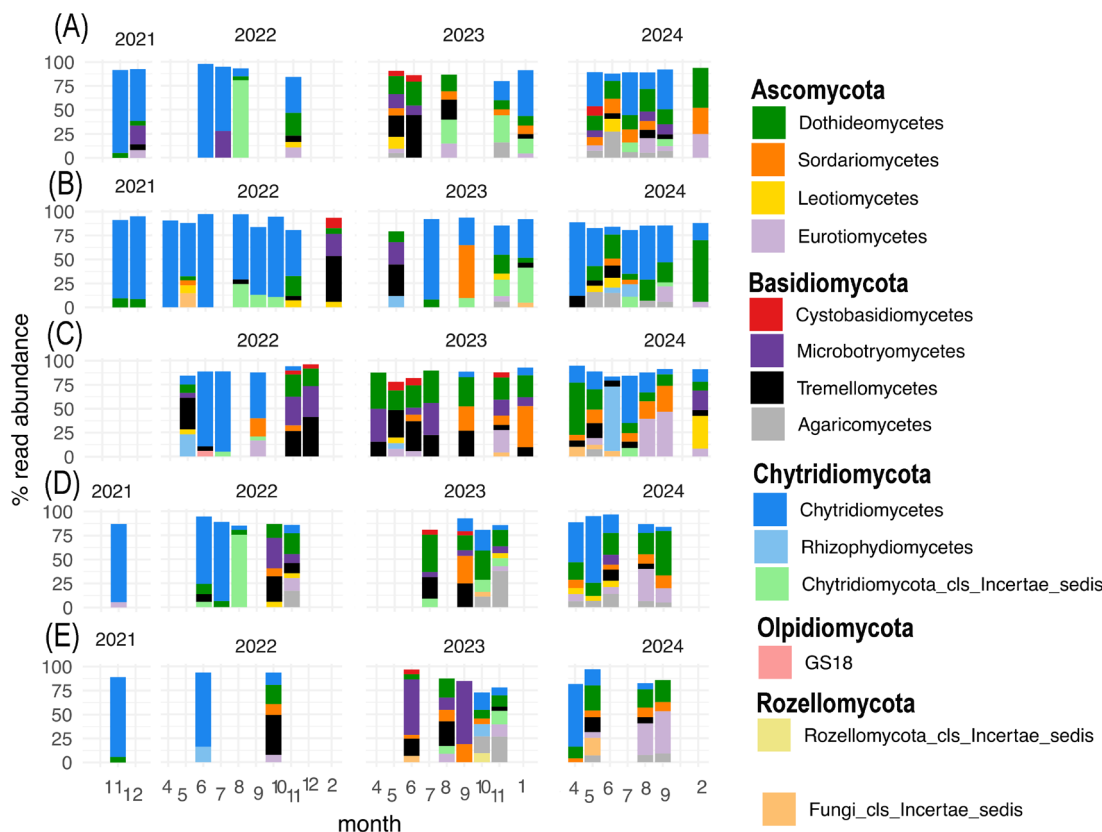 (A)
2021 2022 2023 2024
100
75
50
25
0
(B)
2021 2022 2023 2024
100
75
50
25
0
(C)
2022 2023 2024
100
75
50
25
0
(D)
2021 2022 2023 2024
100
75
50
25
0
(E)
2021 2022 2023 2024
100
75
50
25
0
% read abundance
11 12 4 5 6 7 8 9 10 11 12 2 4 5 6 7 8 9 10 11 1 4 5 6 7 8 9 2
month
Ascomycota
Dothideomycetes
Sordariomycetes
Leotiomycetes
Eurotiomycetes
Basidiomycota
Cystobasidiomycetes
Microbotryomycetes
Tremellomycetes
Agaricomycetes
Chytridiomycota
Chytridiomycetes
Rhizophydiomycetes
Chytridiomycota_cls_Incertae_sedis
Olpidiomycota
GS18
Rozellomycota
Rozellomycota_cls_Incertae_sedis
Fungi_cls_Incertae_sedis